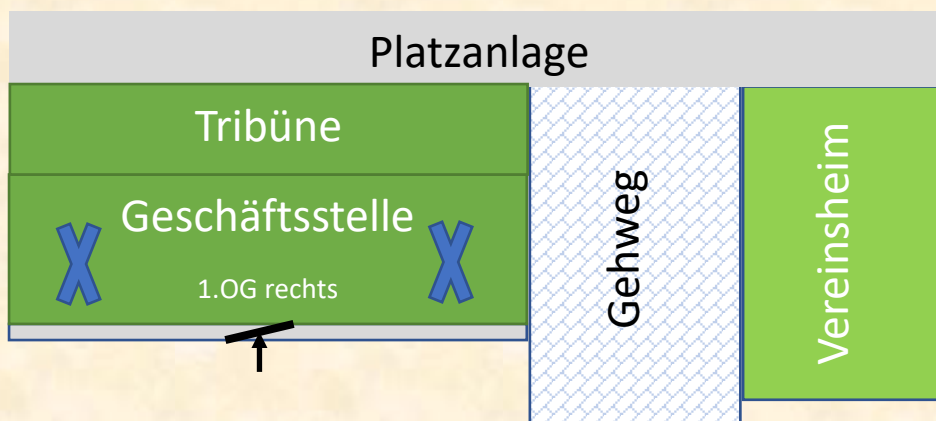 Platzanlage
Tribüne
Geschäftsstelle
1.OG rechts
Gehweg
Vereinsheim